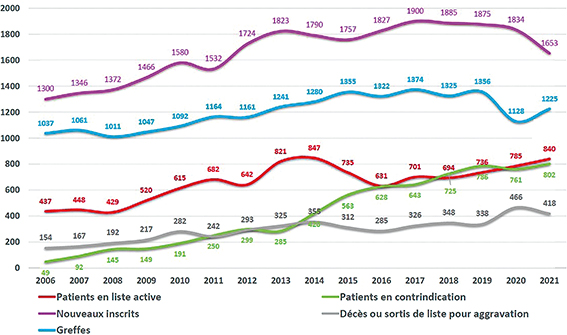 2000
1800
1600
1400
1200
1000
800
600
400
200
0
1300 1346 1372 1466 1580 1532 1724 1823 1790 1757 1827 1900 1885 1875 1834 1653
1037 1061 1011 1047 1092 1164 1161 1241 1280 1355 1322 1374 1325 1356 1128 1225
437 448 429 520 615 682 642 821 847 735 631 701 694 736 785 840
154 167 192 217 282 242 293 325 355 312 285 326 348 338 466 418
49 92 145 149 191 250 299 285 563 628 643 725 786 761 802
2006 2007 2008 2009 2010 2011 2012 2013 2014 2015 2016 2017 2018 2019 2020 2021
Patients en liste active Patients en contrindication
Nouveaux inscrits Décès ou sortis de liste pour aggravation
Greffes